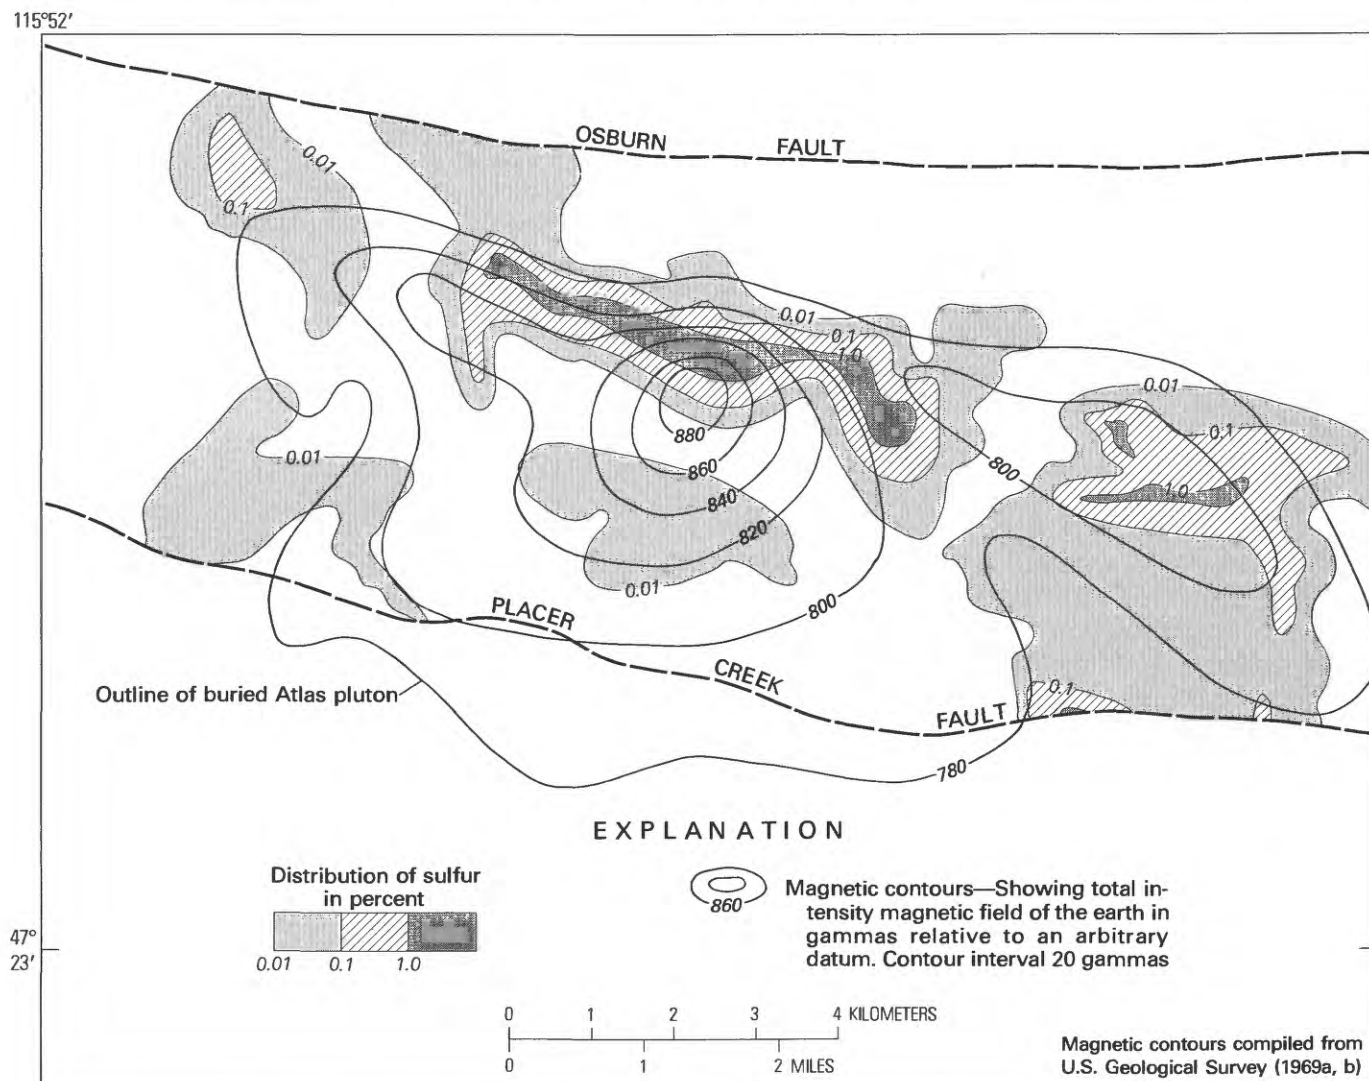 115°52′
OSBURN FAULT
0.01
0.1
0.01
0.1
1.0
0.01
0.1
800
1.0
0.01
880
860
840
820
0.01
800
PLACER
CREEK
FAULT
0.1
Outline of buried Atlas pluton
780
EXPLANATION
Distribution of sulfur
in percent
0.01 0.1 1.0
860
Magnetic contours—Showing total in-
tensity magnetic field of the earth in
gammas relative to an arbitrary
datum. Contour interval 20 gammas
47°
23′
0 1 2 3 4 KILOMETERS
0 1 2 MILES
Magnetic contours compiled from
U.S. Geological Survey (1969a, b)